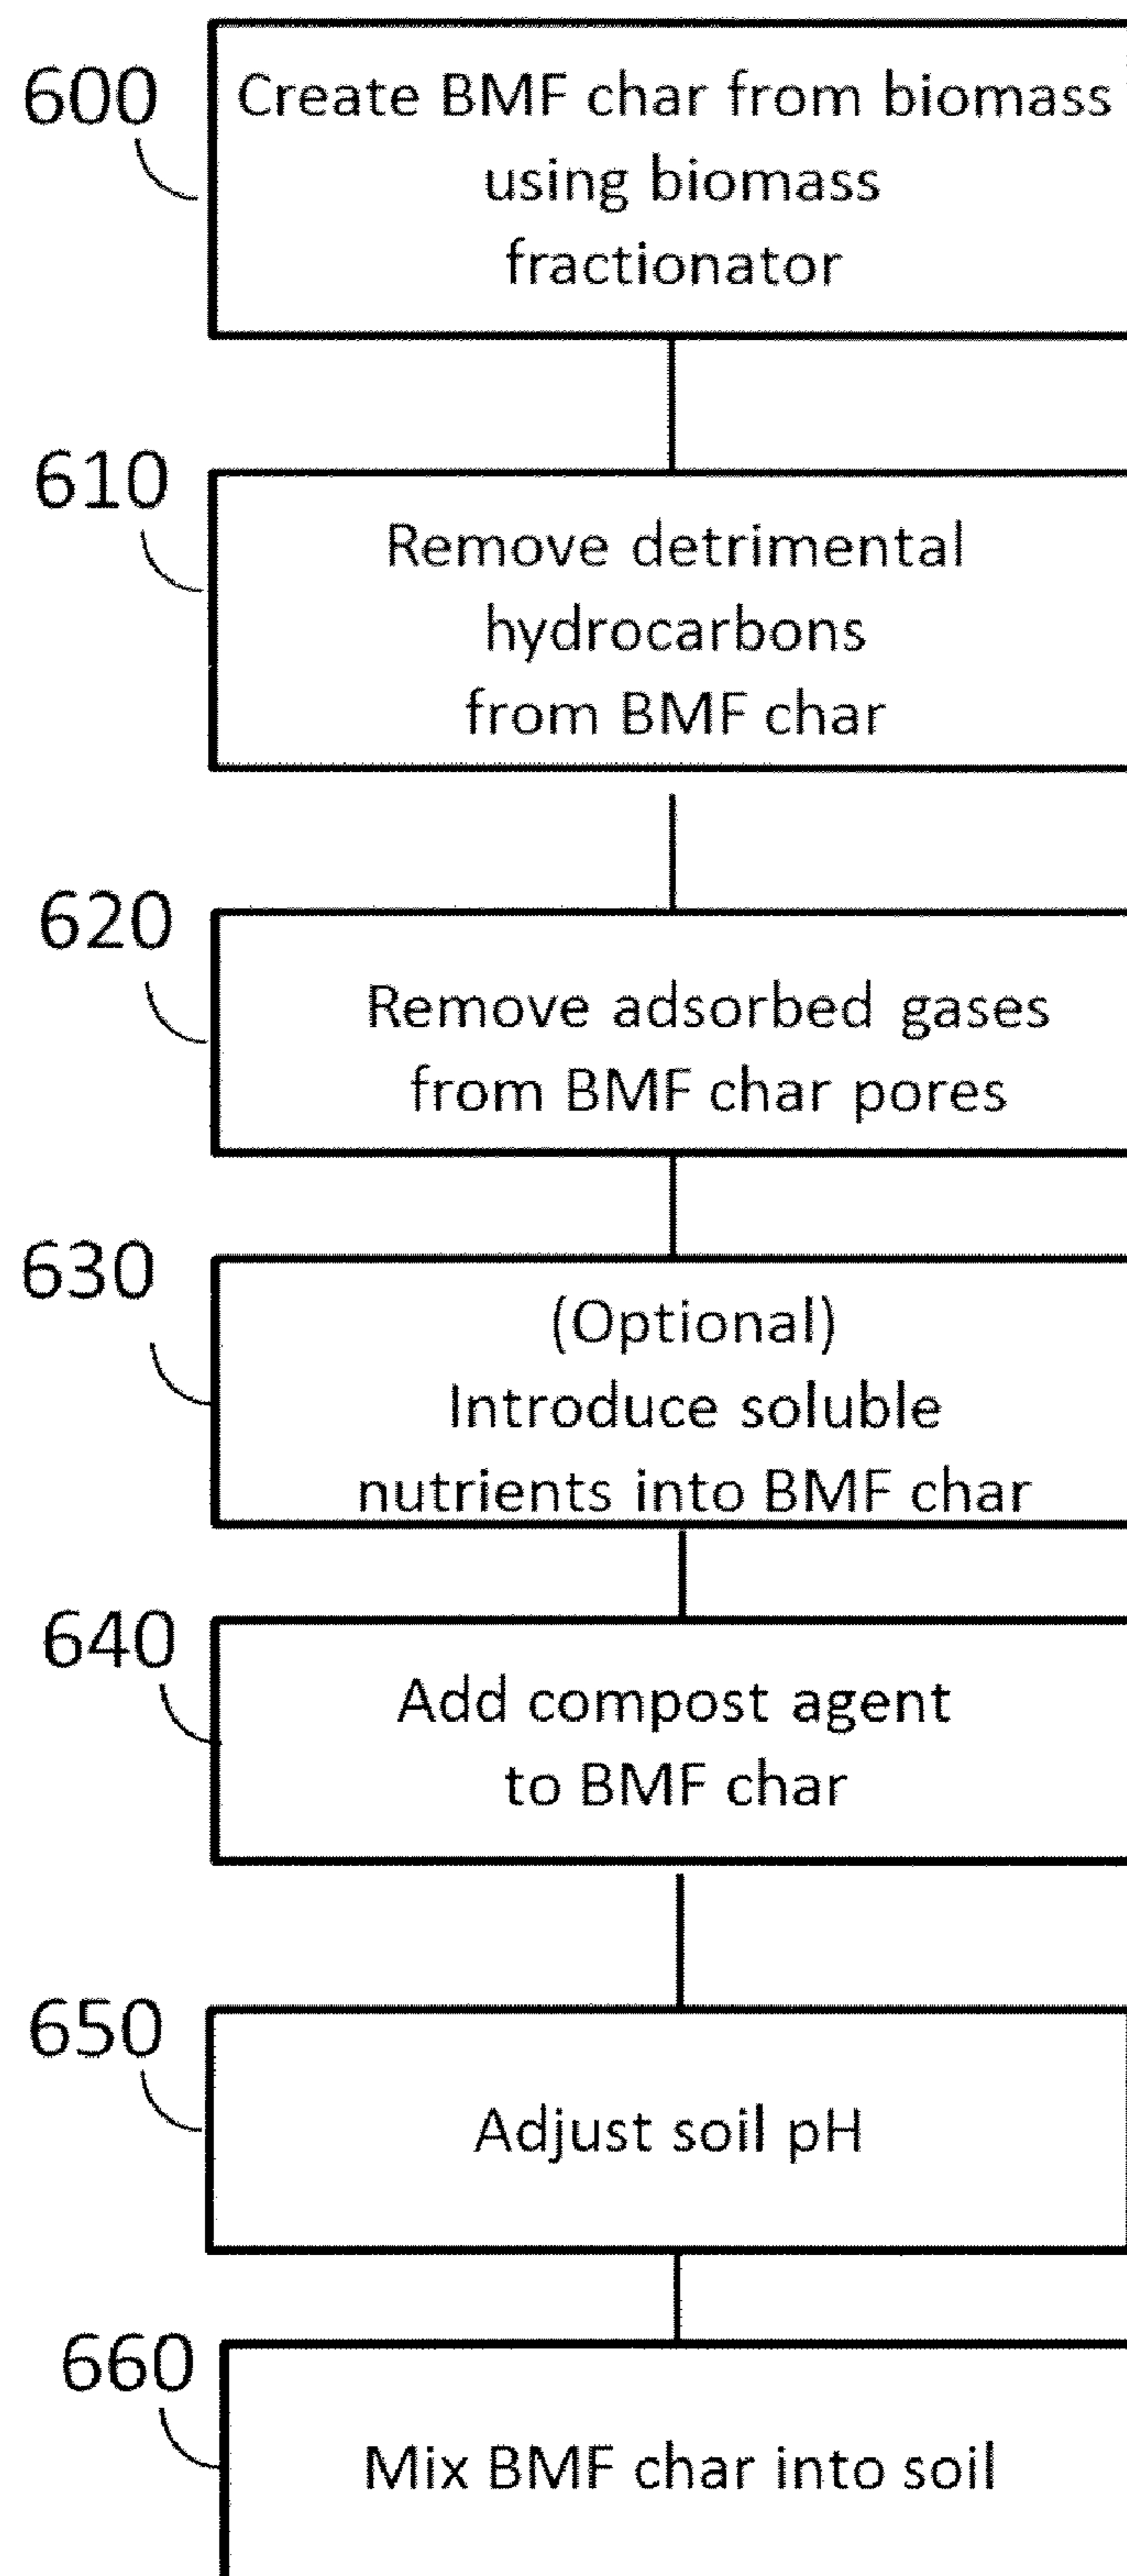 600
Create BMF char from biomass
using biomass
fractionator
610
Remove detrimental
hydrocarbons
from BMF char
620
Remove adsorbed gases
from BMF char pores
630
(Optional)
Introduce soluble
nutrients into BMF char
640
Add compost agent
to BMF char
650
Adjust soil pH
660
Mix BMF char into soil